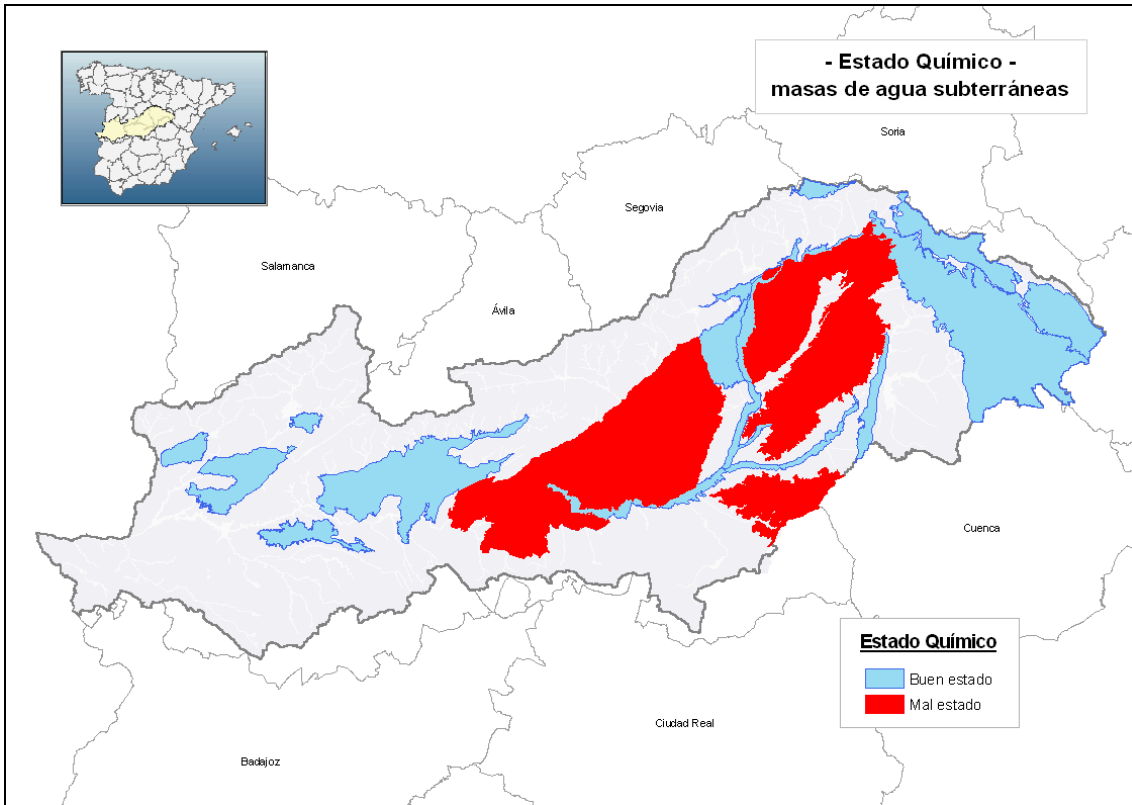 - Estado Químico -
masas de agua subterráneas
Soria
Segovia
Salamanca
Ávila
Cuenca
Estado Químico
Buen estado
Mal estado
Ciudad Real
Badajoz